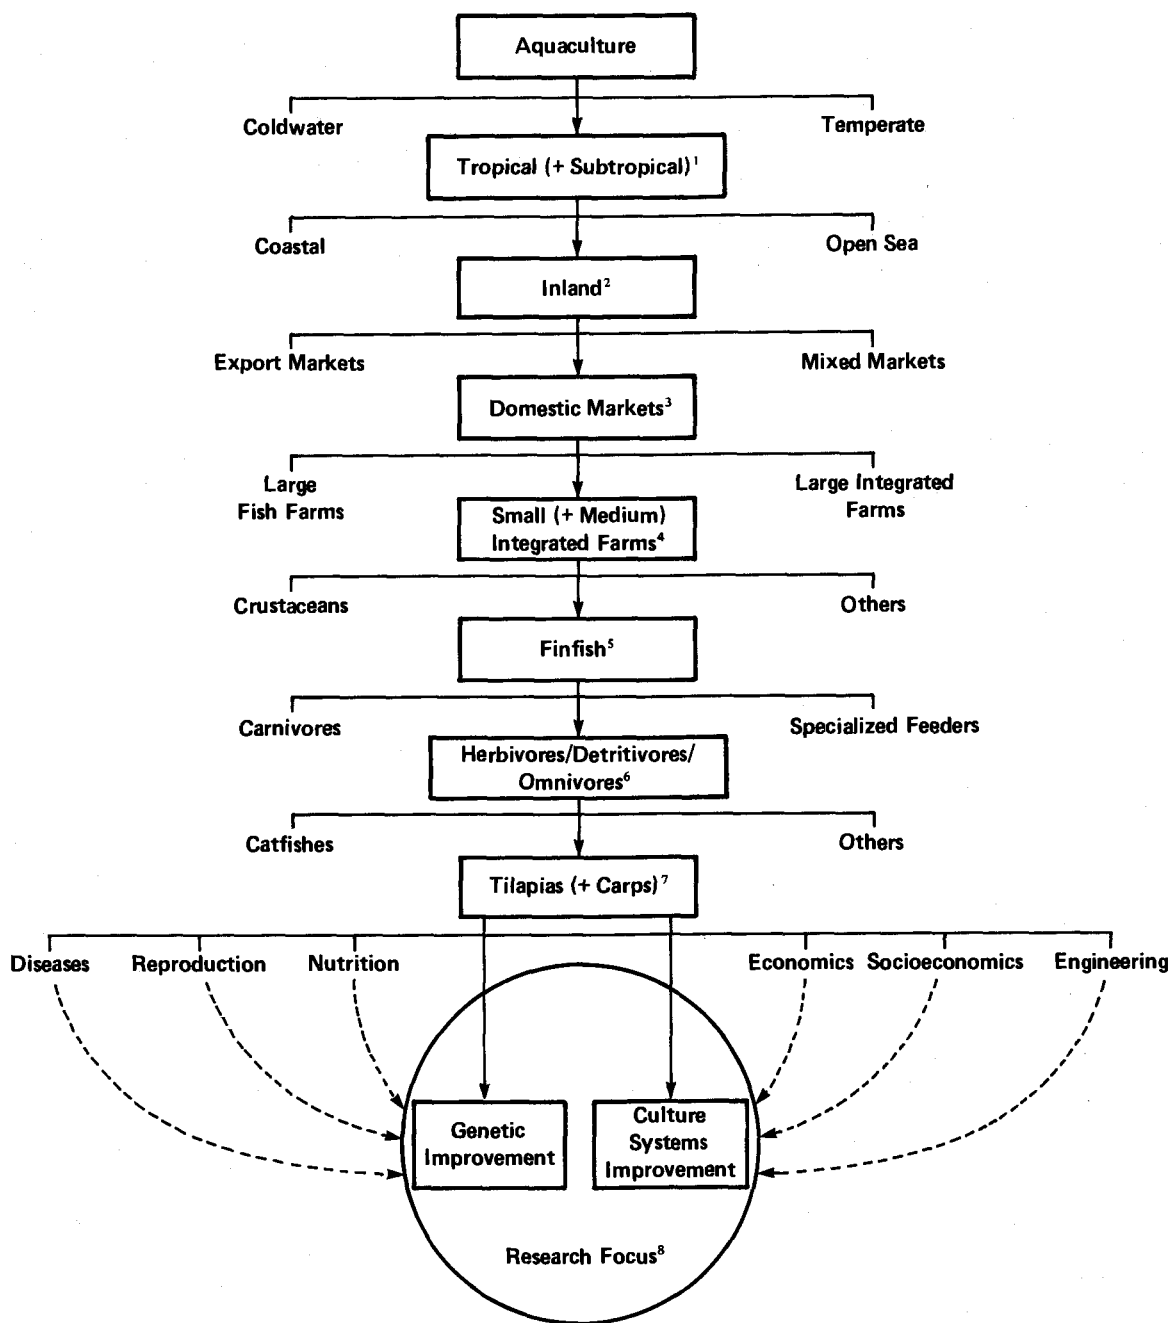 Aquaculture
Coldwater
Temperate
Tropical (+ Subtropical)¹
Coastal
Open Sea
Inland²
Export Markets
Mixed Markets
Domestic Markets³
Large
Fish Farms
Large Integrated
Farms
Small (+ Medium)
Integrated Farms⁴
Crustaceans
Others
Finfish⁵
Carnivores
Specialized Feeders
Herbivores/Detritivores/
Omnivores⁶
Catfishes
Others
Tilapias (+ Carps)⁷
Diseases
Reproduction
Nutrition
Economics
Socioeconomics
Engineering
Genetic
Improvement
Culture
Systems
Improvement
Research Focus⁸